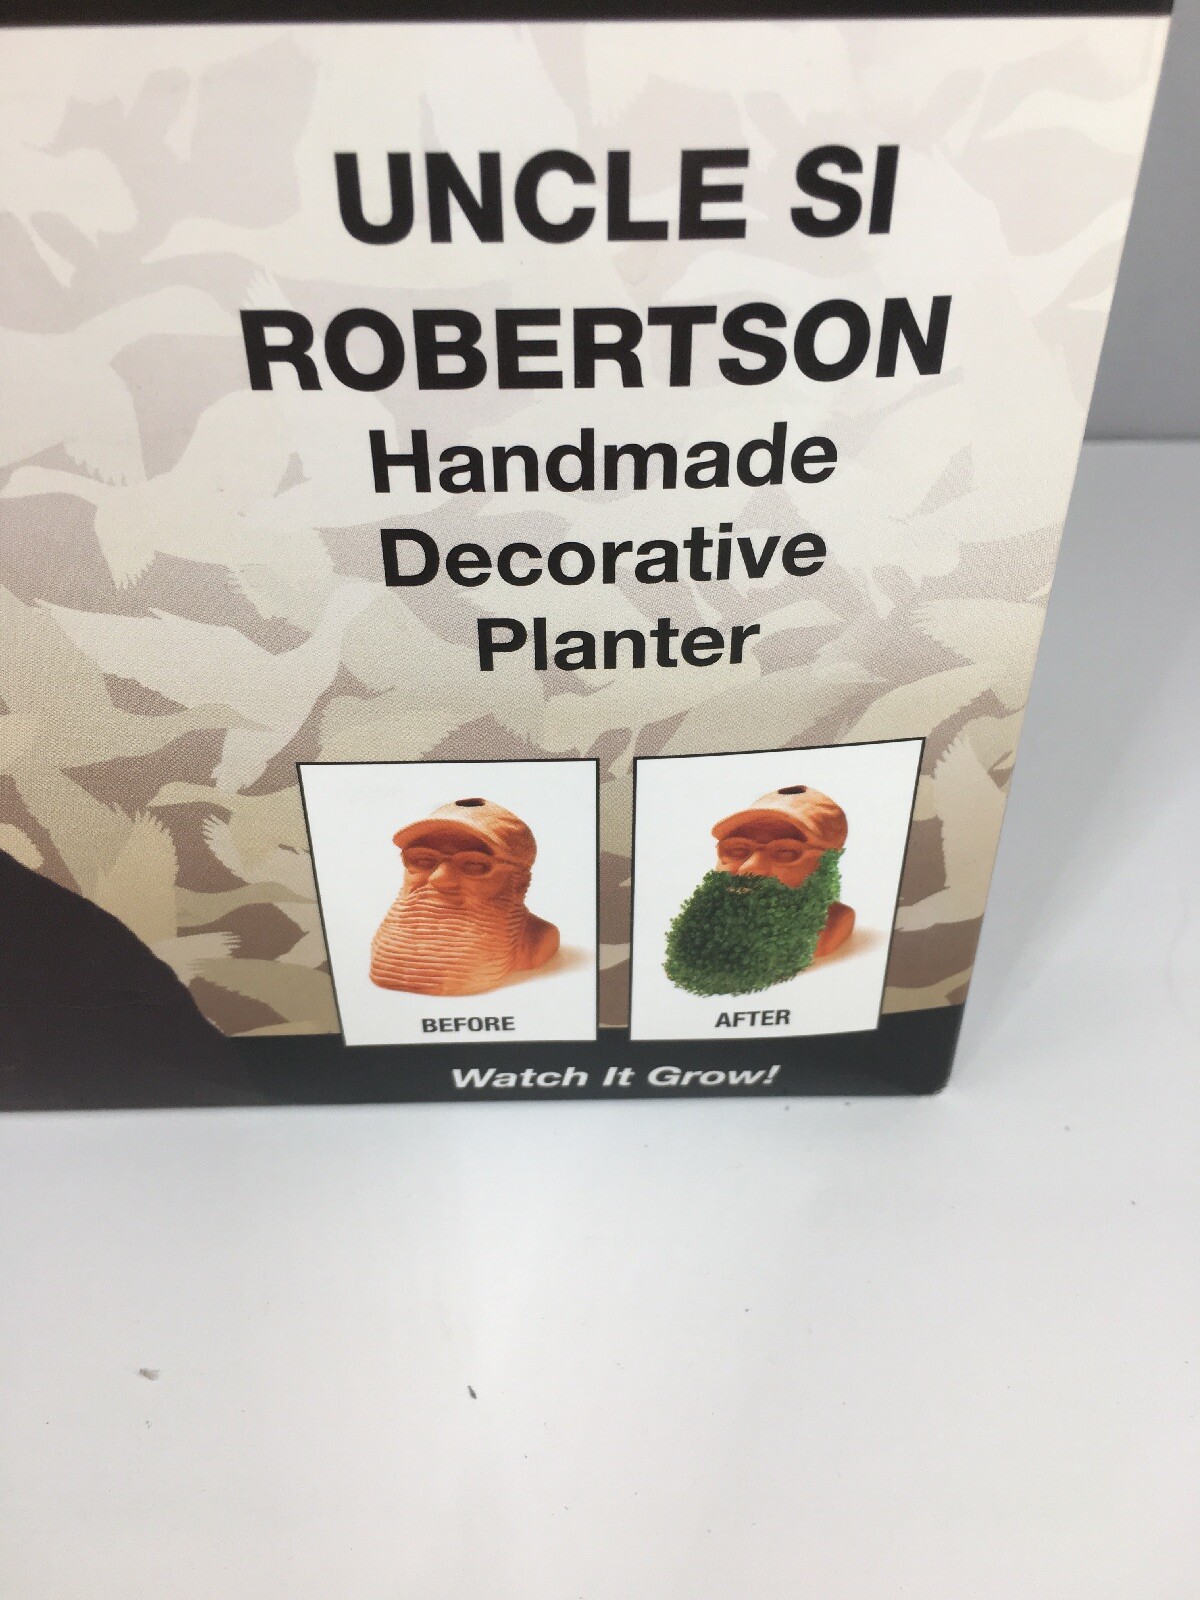 UNCLE SI
ROBERTSON
Handmade
Decorative
Planter
BEFORE
AFTER
Watch It Grow!